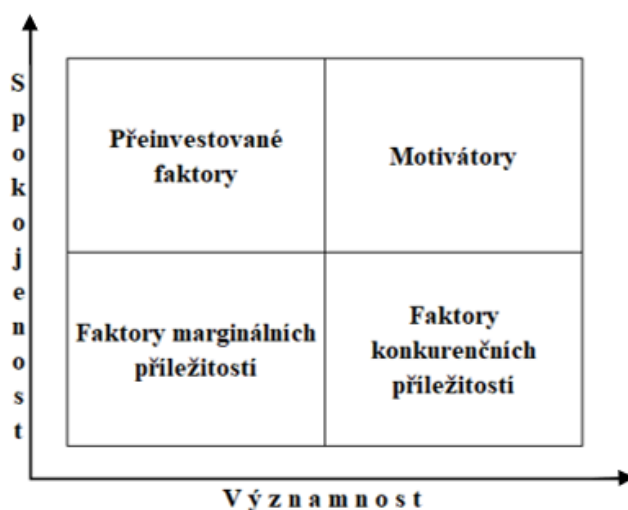 Spokojenost
Přeinvestované
faktory
Motivátory
Faktory marginálních
příležitostí
Faktory
konkurenčních
příležitostí
Významnost